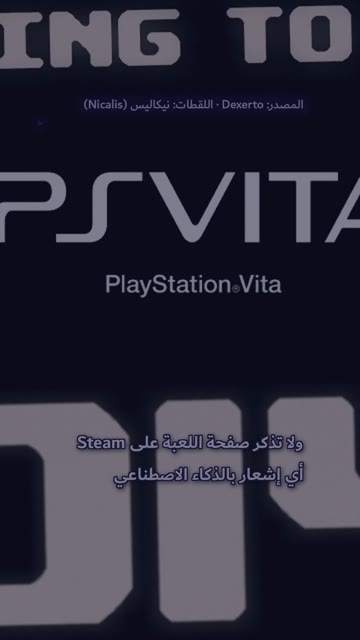 ING TO
المصدر: Dexerto · اللقطات: نيكاليس (Nicalis)
PSVITA
PlayStation®Vita
ولا تذكر صفحة اللعبة على Steam
أي إشعار بالذكاء الاصطناعي